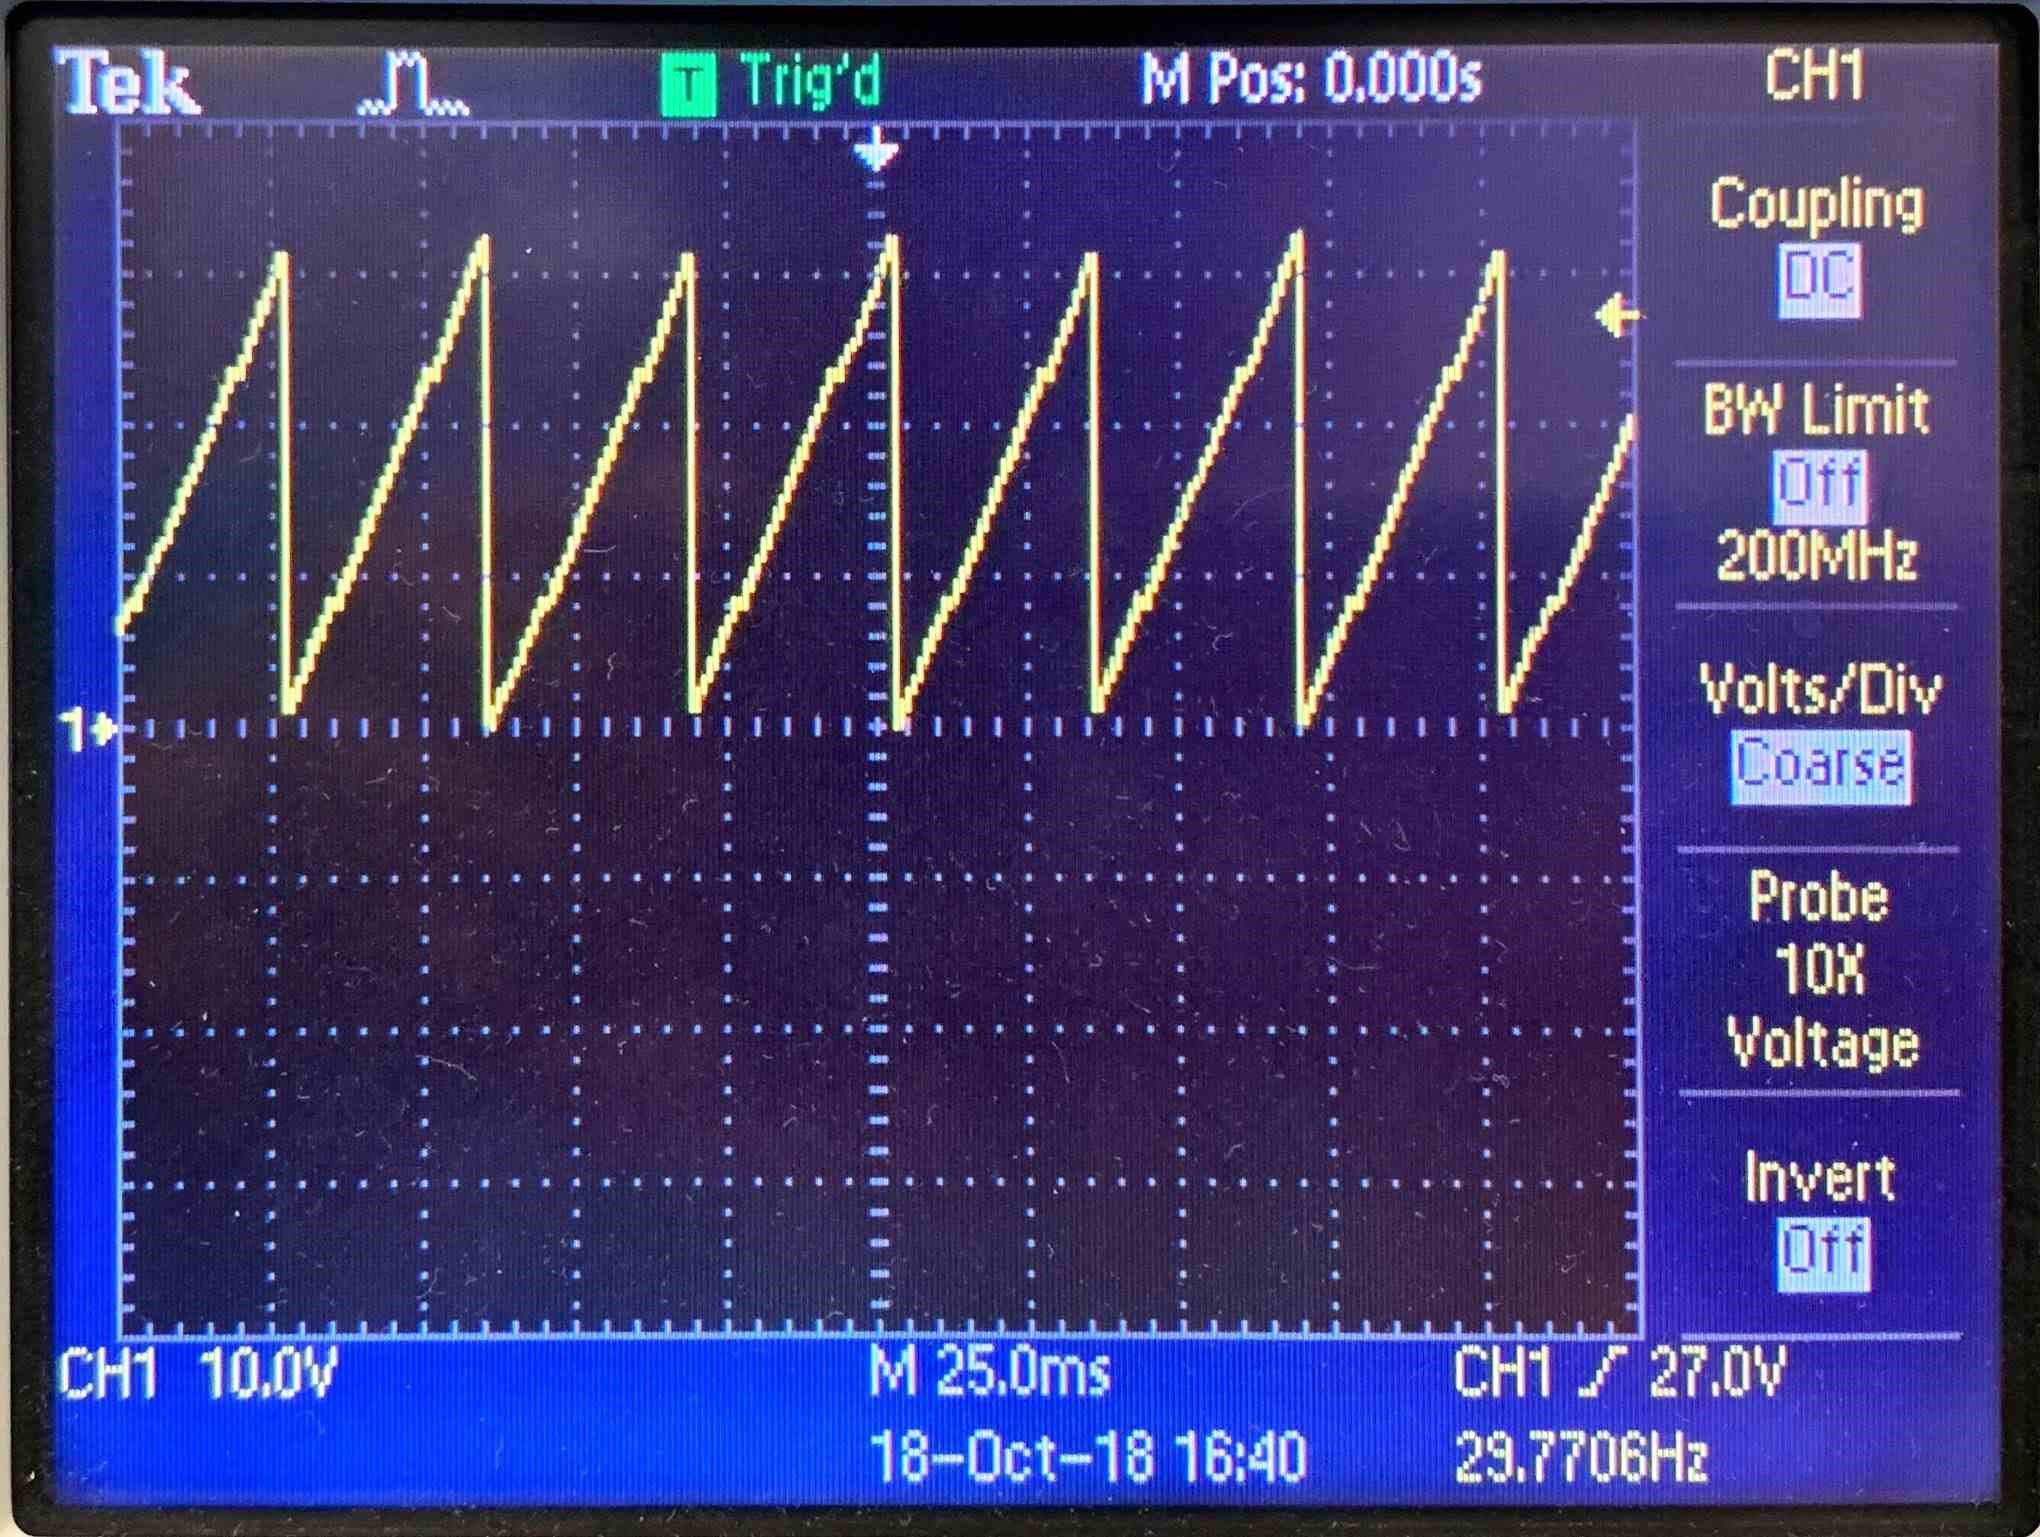 Tek T Trig'd M Pos: 0.000s CH1
Coupling
DC
BW Limit
Off
200MHz
Volts/Div
Coarse
Probe
10X
Voltage
Invert
Off
1
CH1 10.0V M 25.0ms CH1 27.0V
18-Oct-18 16:40 29.7706Hz